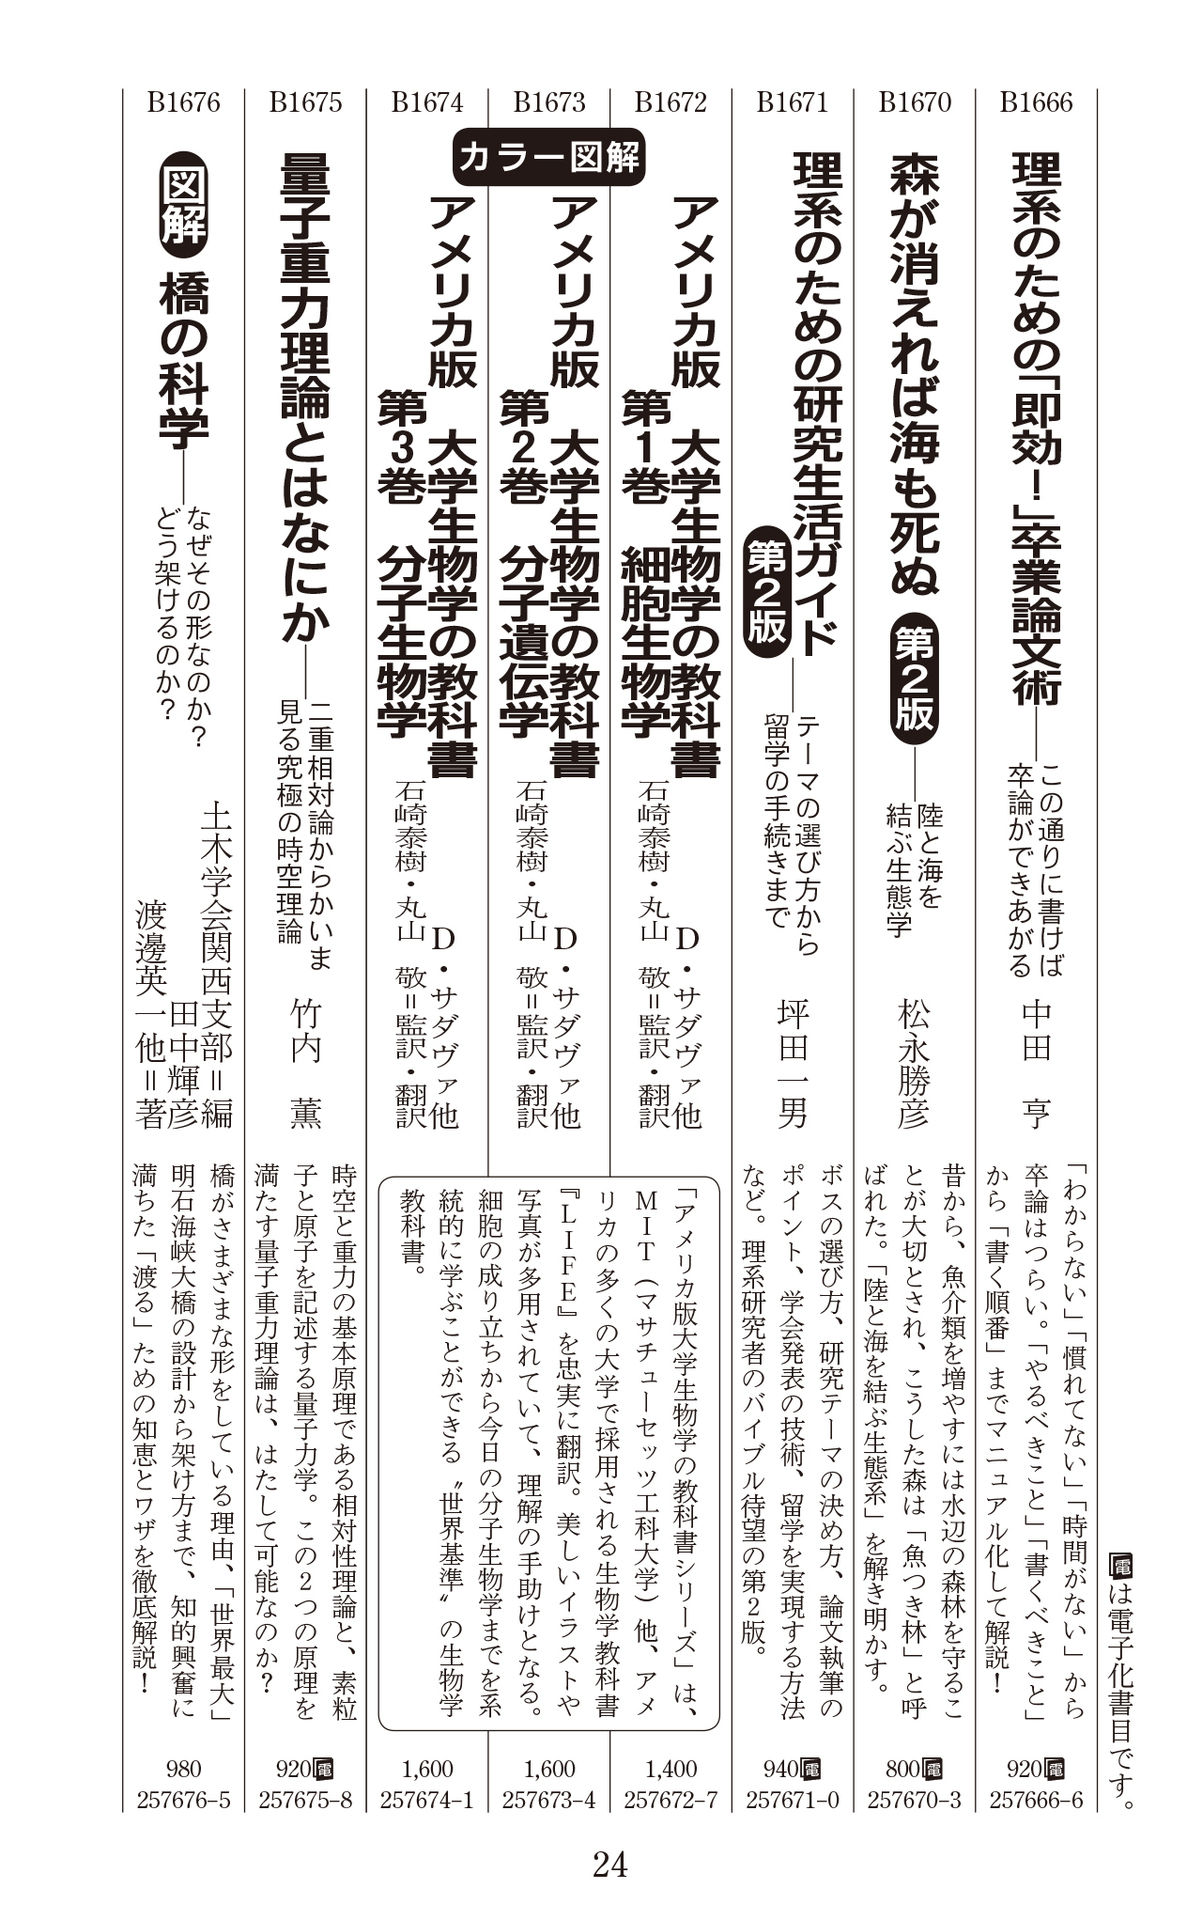 電は電子化書目です。
B1666
理系のための「即効！」卒業論文術
この通りに書けば
卒論ができあがる
中田　亨
「わからない」「慣れてない」「時間がない」から
卒論はつらい。「やるべきこと」「書くべきこと」
から「書く順番」までマニュアル化して解説！
920電
257666-6
B1670
森が消えれば海も死ぬ 第2版
陸と海を
結ぶ生態学
松永勝彦
昔から、魚介類を増やすには水辺の森林を守るこ
とが大切とされ、こうした森は「魚つき林」と呼
ばれた。「陸と海を結ぶ生態系」を解き明かす。
800電
257670-3
B1671
理系のための研究生活ガイド
第2版
テーマの選び方から
留学の手続きまで
坪田一男
ボスの選び方、研究テーマの決め方、論文執筆の
ポイント、学会発表の技術、留学を実現する方法
など。理系研究者のバイブル待望の第2版。
940電
257671-0
カラー図解
B1672
アメリカ版　大学生物学の教科書
第1巻　細胞生物学
D・サダヴァ他
石崎泰樹・丸山　敬＝監訳・翻訳
1,400
257672-7
B1673
アメリカ版　大学生物学の教科書
第2巻　分子遺伝学
D・サダヴァ他
石崎泰樹・丸山　敬＝監訳・翻訳
1,600
257673-4
B1674
アメリカ版　大学生物学の教科書
第3巻　分子生物学
D・サダヴァ他
石崎泰樹・丸山　敬＝監訳・翻訳
1,600
257674-1
「アメリカ版大学生物学の教科書シリーズ」は、
MIT（マサチューセッツ工科大学）他、アメ
リカの多くの大学で採用される生物学教科書
『LIFE』を忠実に翻訳。美しいイラストや
写真が多用されていて、理解の手助けとなる。
細胞の成り立ちから今日の分子生物学までを系
統的に学ぶことができる〝世界基準〟の生物学
教科書。
B1675
量子重力理論とはなにか
二重相対論からかいま
見る究極の時空理論
竹内　薫
時空と重力の基本原理である相対性理論と、素粒
子と原子を記述する量子力学。この2つの原理を
満たす量子重力理論は、はたして可能なのか？
920電
257675-8
B1676
図解 橋の科学
なぜその形なのか？
どう架けるのか？
土木学会関西支部＝編
田中輝彦
渡邊英一他＝著
橋がさまざまな形をしている理由、「世界最大」
明石海峡大橋の設計から架け方まで、知的興奮に
満ちた「渡る」ための知恵とワザを徹底解説！
980
257676-5
24